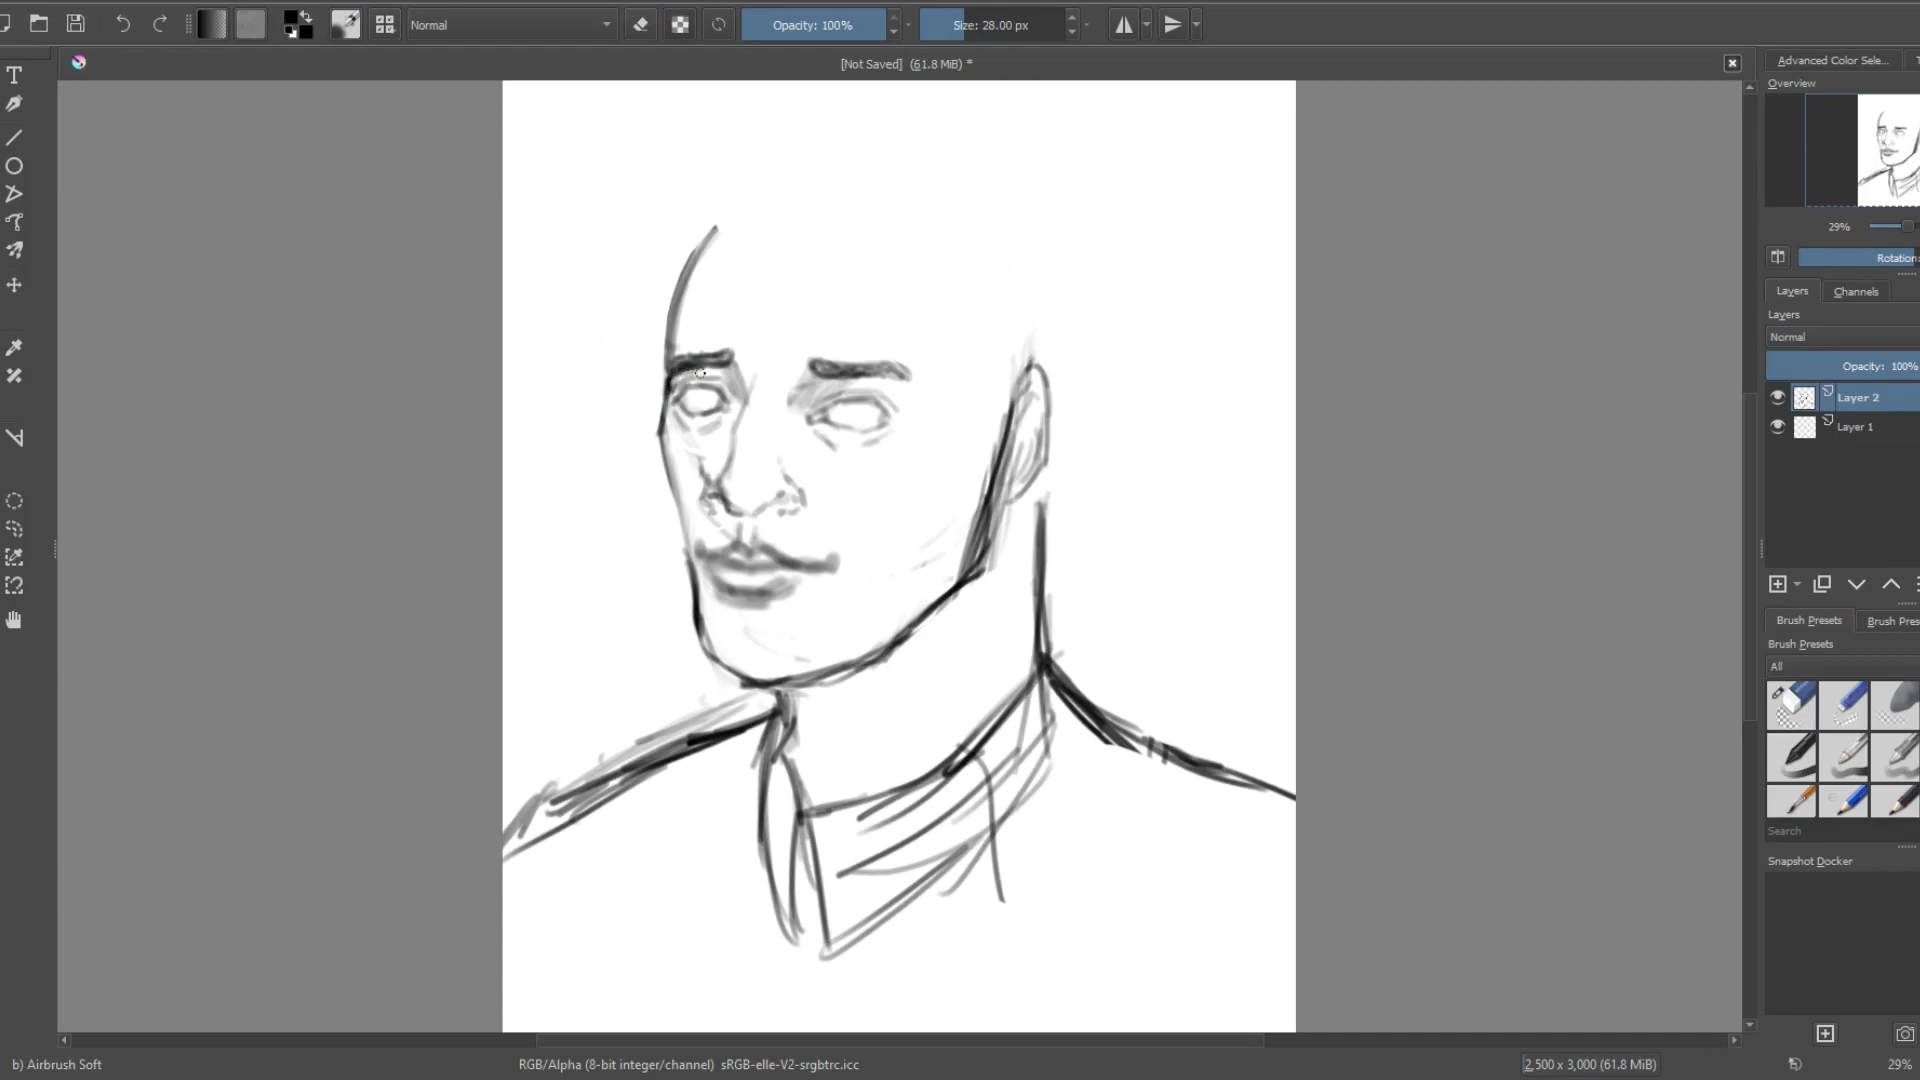 Normal
Opacity: 100%
Size: 28.00 px
[Not Saved] (61.8 MiB) *
Advanced Color Sele...
Overview
29%
Rotation:
Layers Channels
Layers
Normal
Opacity: 100%
Layer 2
Layer 1
Brush Presets Brush Pres
Brush Presets
All
Search
Snapshot Docker
b) Airbrush Soft
RGB/Alpha (8-bit integer/channel) sRGB-elle-V2-srgbtrc.icc
2,500 x 3,000 (61.8 MiB)
29%